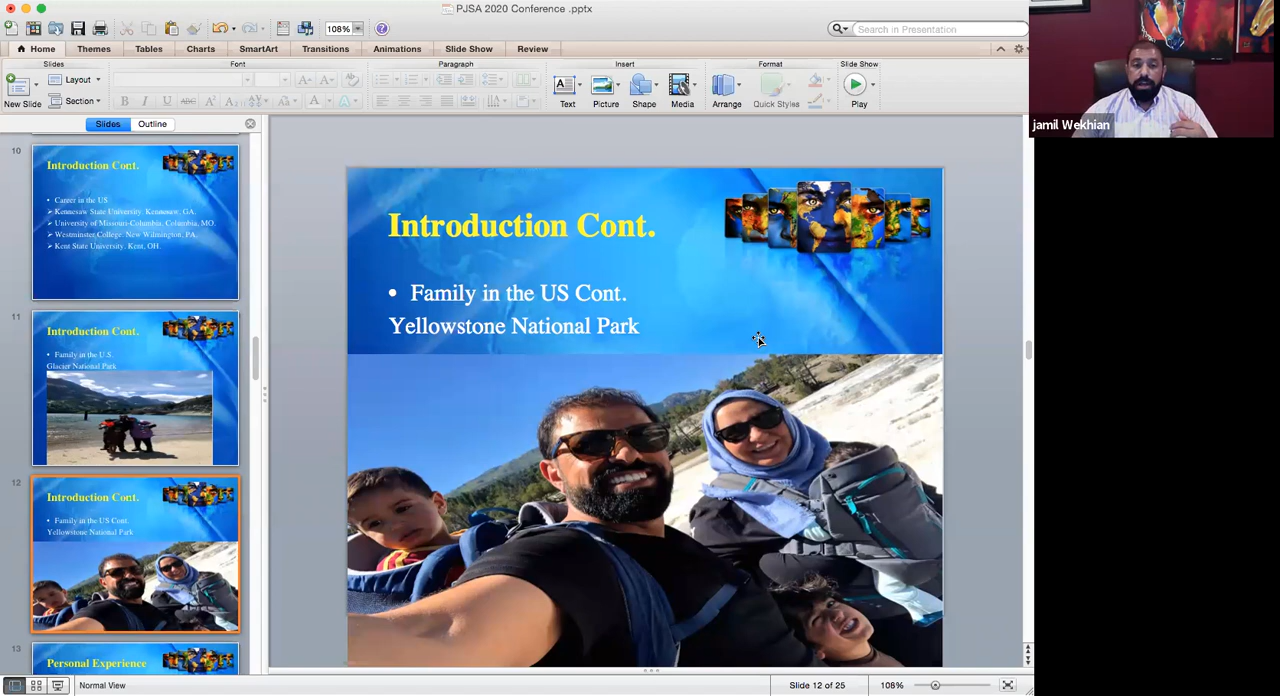 PJSA 2020 Conference .pptx
108%
Search in Presentation
Home
Themes
Tables
Charts
SmartArt
Transitions
Animations
Slide Show
Review
Slides
Font
Paragraph
Insert
Format
Slide Show
New Slide
Layout
Section
B I U ABC
Text
Picture
Shape
Media
Arrange
Quick Styles
Play
jamil Wekhian
Slides
Outline
10
Introduction Cont.
• Career in the US
➢ Kennesaw State University. Kennesaw, GA.
➢ University of Missouri-Columbia, Columbia, MO.
➢ Westminster College. New Wilmington, PA.
➢ Kent State University. Kent, OH.
11
Introduction Cont.
• Family in the U.S.
Glacier National Park
12
Introduction Cont.
• Family in the US Cont.
Yellowstone National Park
13
Personal Experience
Introduction Cont.
• Family in the US Cont.
Yellowstone National Park
Normal View
Slide 12 of 25
108%